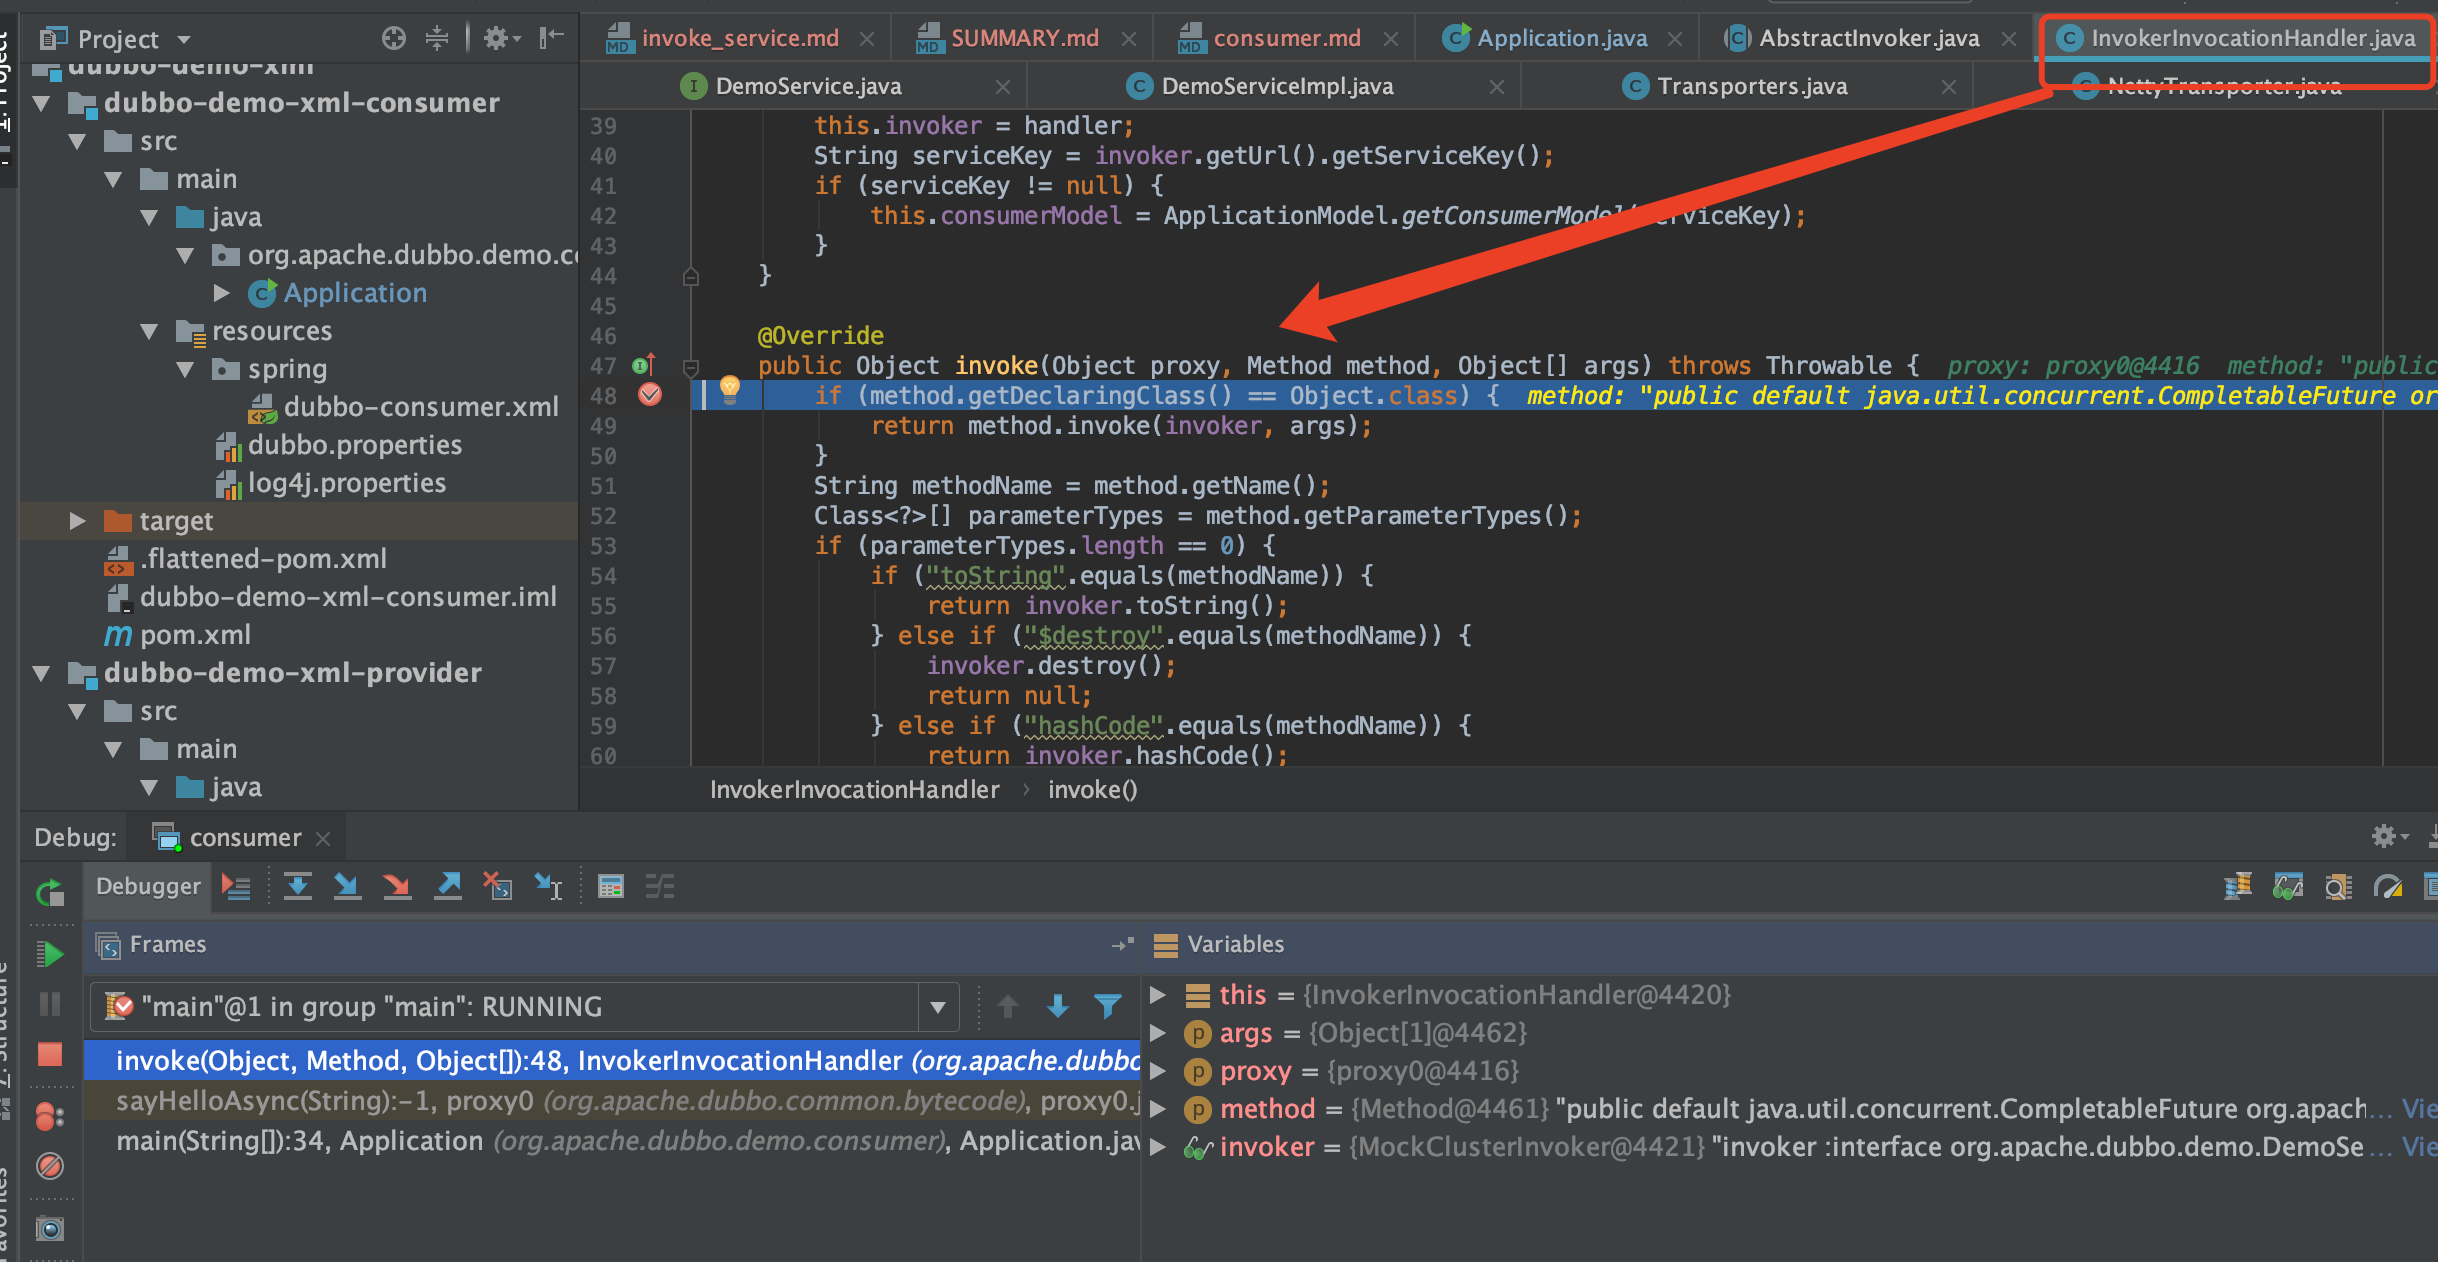 Project
invoke_service.md
SUMMARY.md
consumer.md
Application.java
AbstractInvoker.java
InvokerInvocationHandler.java
DemoService.java
DemoServiceImpl.java
Transporters.java
NettyTransporter.java
dubbo-demo-xml
dubbo-demo-xml-consumer
src
main
java
org.apache.dubbo.demo.co
Application
resources
spring
dubbo-consumer.xml
dubbo.properties
log4j.properties
target
.flattened-pom.xml
dubbo-demo-xml-consumer.iml
pom.xml
dubbo-demo-xml-provider
src
main
java
39 this.invoker = handler;
40 String serviceKey = invoker.getUrl().getServiceKey();
41 if (serviceKey != null) {
42 this.consumerModel = ApplicationModel.getConsumerModel(serviceKey);
43 }
44 }
45
46 @Override
47 public Object invoke(Object proxy, Method method, Object[] args) throws Throwable { proxy: proxy0@4416 method: "public
48 if (method.getDeclaringClass() == Object.class) { method: "public default java.util.concurrent.CompletableFuture or
49 return method.invoke(invoker, args);
50 }
51 String methodName = method.getName();
52 Class<?>[] parameterTypes = method.getParameterTypes();
53 if (parameterTypes.length == 0) {
54 if ("toString".equals(methodName)) {
55 return invoker.toString();
56 } else if ("$destroy".equals(methodName)) {
57 invoker.destroy();
58 return null;
59 } else if ("hashCode".equals(methodName)) {
60 return invoker.hashCode();
InvokerInvocationHandler › invoke()
Debug: consumer
Debugger
Frames
"main"@1 in group "main": RUNNING
invoke(Object, Method, Object[]):48, InvokerInvocationHandler (org.apache.dubbo
sayHelloAsync(String):-1, proxy0 (org.apache.dubbo.common.bytecode), proxy0.j
main(String[]):34, Application (org.apache.dubbo.demo.consumer), Application.jav
Variables
this = {InvokerInvocationHandler@4420}
args = {Object[1]@4462}
proxy = {proxy0@4416}
method = {Method@4461} "public default java.util.concurrent.CompletableFuture org.apach... Vie
invoker = {MockClusterInvoker@4421} "invoker :interface org.apache.dubbo.demo.DemoSe... Vie
1: Project
7: Structure
Favorites